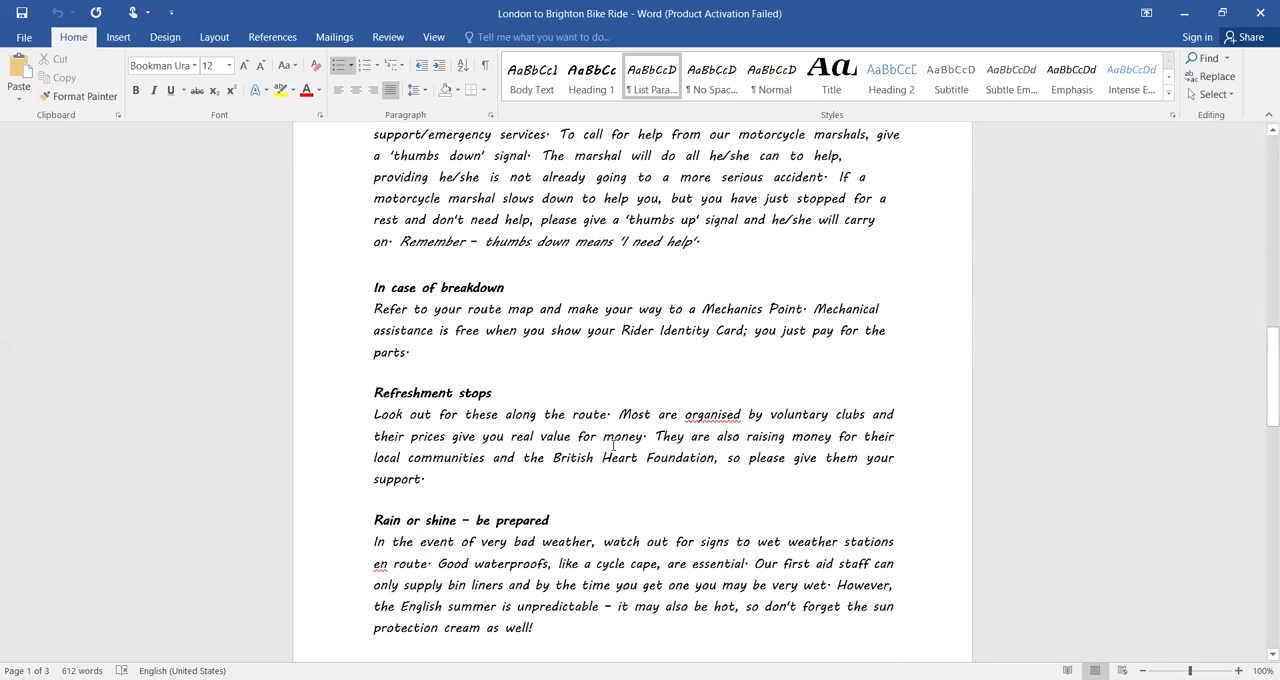 London to Brighton Bike Ride - Word (Product Activation Failed)
File Home Insert Design Layout References Mailings Review View Tell me what you want to do... Sign in Share
Paste Cut Copy Format Painter
Clipboard
Bookman Ura 12 Aa
B I U abc X₂ X² A A
Font
Paragraph
AaBbCcI AaBbCc AaBbCcD AaBbCcD AaBbCcD AaB AaBbCcD AaBbCcD AaBbCcDd AaBbCcDd AaBbCcDd
Body Text Heading 1 ¶ List Para... ¶ No Spac... ¶ Normal Title Heading 2 Subtitle Subtle Em... Emphasis Intense E...
Styles
Find
Replace
Select
Editing
support/emergency services. To call for help from our motorcycle marshals, give
a 'thumbs down' signal. The marshal will do all he/she can to help,
providing he/she is not already going to a more serious accident. If a
motorcycle marshal slows down to help you, but you have just stopped for a
rest and don't need help, please give a 'thumbs up' signal and he/she will carry
on. Remember - thumbs down means 'I need help'.
In case of breakdown
Refer to your route map and make your way to a Mechanics Point. Mechanical
assistance is free when you show your Rider Identity Card; you just pay for the
parts.
Refreshment stops
Look out for these along the route. Most are organised by voluntary clubs and
their prices give you real value for money. They are also raising money for their
local communities and the British Heart Foundation, so please give them your
support.
Rain or shine - be prepared
In the event of very bad weather, watch out for signs to wet weather stations
en route. Good waterproofs, like a cycle cape, are essential. Our first aid staff can
only supply bin liners and by the time you get one you may be very wet. However,
the English summer is unpredictable - it may also be hot, so don't forget the sun
protection cream as well!
Page 1 of 3 612 words English (United States) 100%